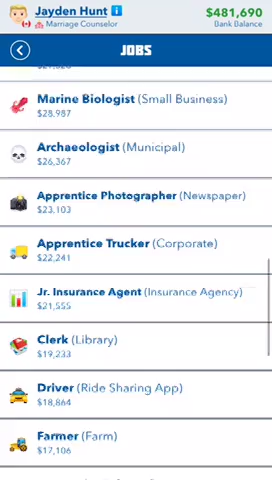 Jayden Hunt
$481,690
Marriage Counselor
Bank Balance
JOBS
Marine Biologist (Small Business)
$28,987
Archaeologist (Municipal)
$26,367
Apprentice Photographer (Newspaper)
$23,103
Apprentice Trucker (Corporate)
$22,241
Jr. Insurance Agent (Insurance Agency)
$21,555
Clerk (Library)
$19,233
Driver (Ride Sharing App)
$18,864
Farmer (Farm)
$17,106